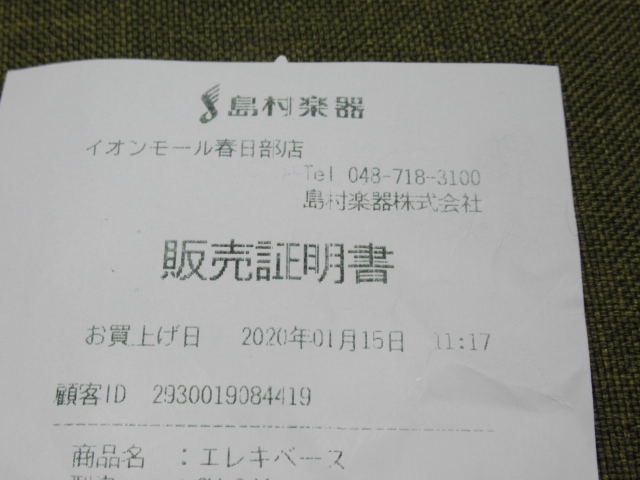 島村楽器
イオンモール春日部店
Tel 048-718-3100
島村楽器株式会社
販売証明書
お買上げ日 2020年01月15日 11:17
顧客ID 2930019084419
商品名 :エレキベース